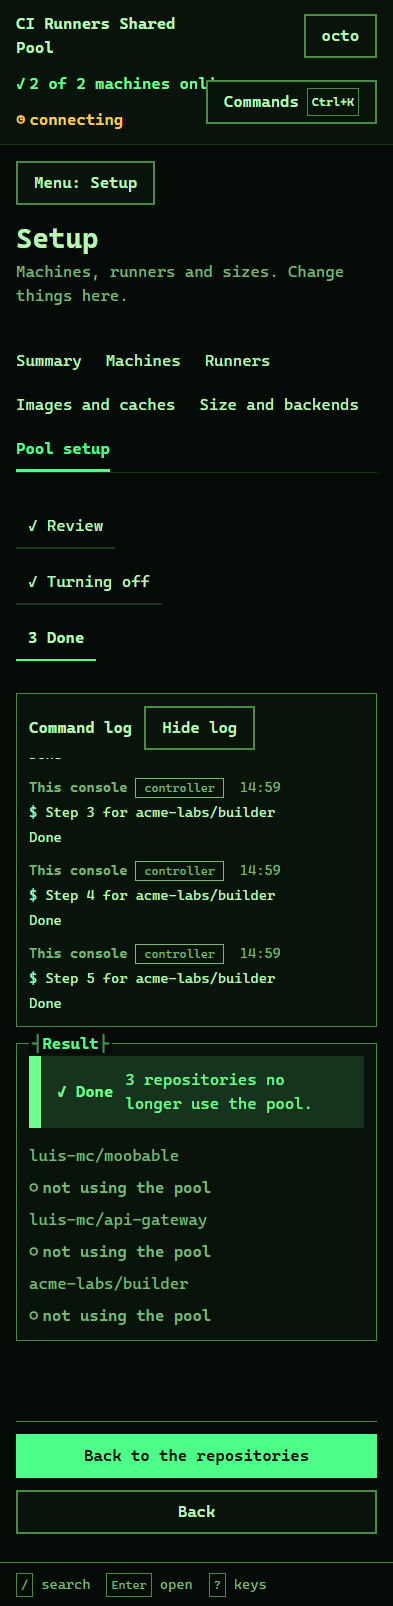 CI Runners Shared
Pool
octo
✓ 2 of 2 machines
Commands Ctrl+K
connecting
Menu: Setup
Setup
Machines, runners and sizes. Change
things here.
Summary Machines Runners
Images and caches Size and backends
Pool setup
✓ Review
✓ Turning off
3 Done
Command log Hide log
This console controller 14:59
$ Step 3 for acme-labs/builder
Done
This console controller 14:59
$ Step 4 for acme-labs/builder
Done
This console controller 14:59
$ Step 5 for acme-labs/builder
Done
Result
✓ Done 3 repositories no
longer use the pool.
luis-mc/moobable
not using the pool
luis-mc/api-gateway
not using the pool
acme-labs/builder
not using the pool
Back to the repositories
Back
/ search Enter open ? keys